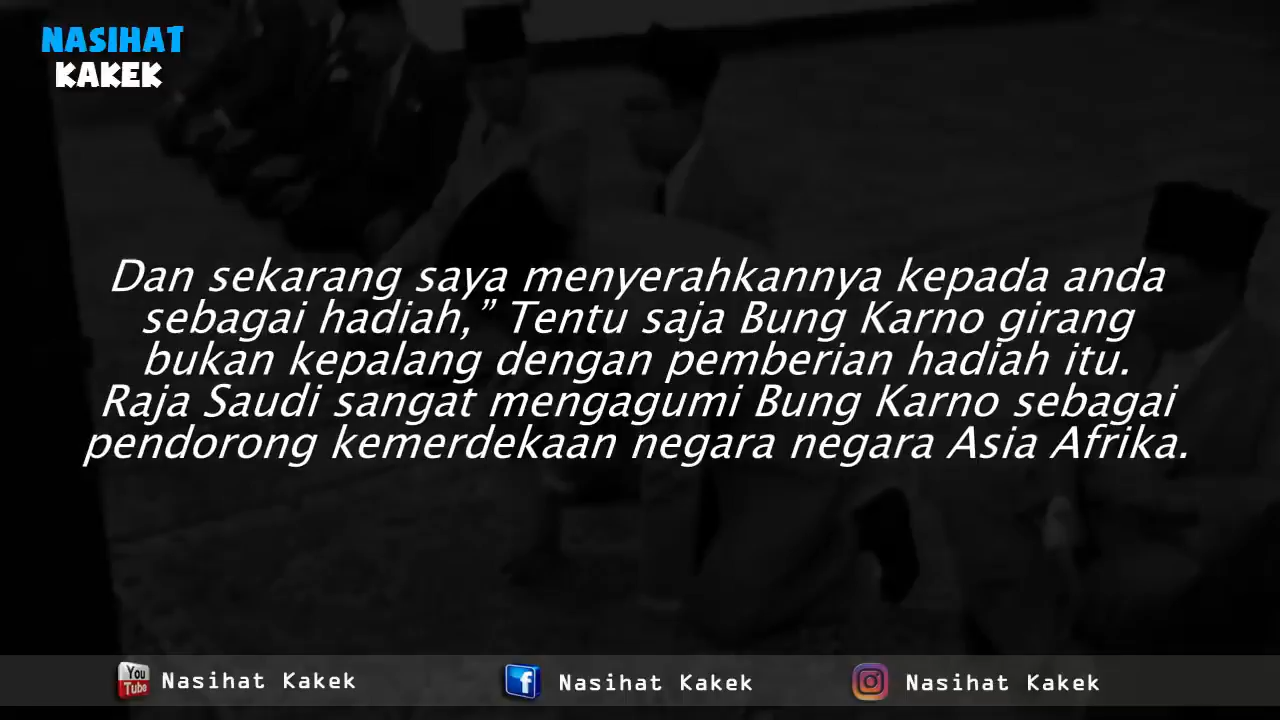 NASIHAT
KAKEK
Dan sekarang saya menyerahkannya kepada anda
sebagai hadiah,” Tentu saja Bung Karno girang
bukan kepalang dengan pemberian hadiah itu.
Raja Saudi sangat mengagumi Bung Karno sebagai
pendorong kemerdekaan negara negara Asia Afrika.
You
Tube
Nasihat Kakek
f
Nasihat Kakek
Nasihat Kakek